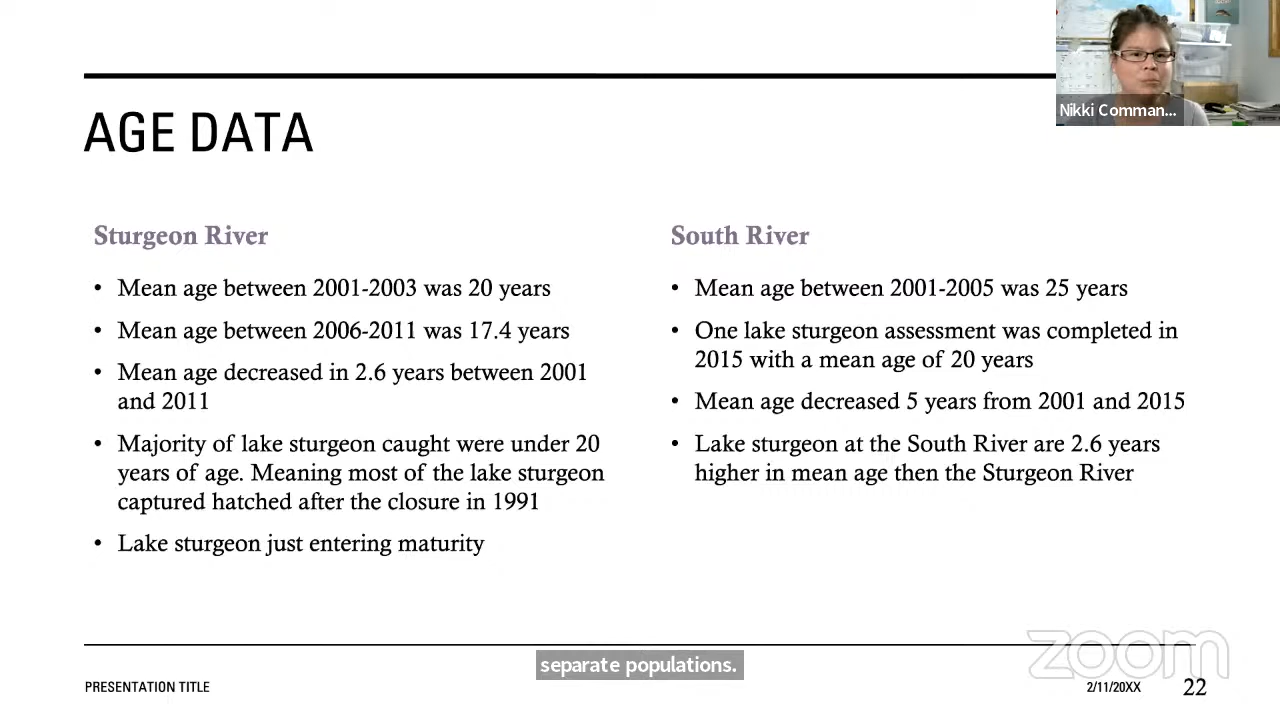 Nikki Comman...
AGE DATA
Sturgeon River
• Mean age between 2001-2003 was 20 years
• Mean age between 2006-2011 was 17.4 years
• Mean age decreased in 2.6 years between 2001
and 2011
• Majority of lake sturgeon caught were under 20
years of age. Meaning most of the lake sturgeon
captured hatched after the closure in 1991
• Lake sturgeon just entering maturity
South River
• Mean age between 2001-2005 was 25 years
• One lake sturgeon assessment was completed in
2015 with a mean age of 20 years
• Mean age decreased 5 years from 2001 and 2015
• Lake sturgeon at the South River are 2.6 years
higher in mean age then the Sturgeon River
separate populations.
zoom
PRESENTATION TITLE
2/11/20XX
22